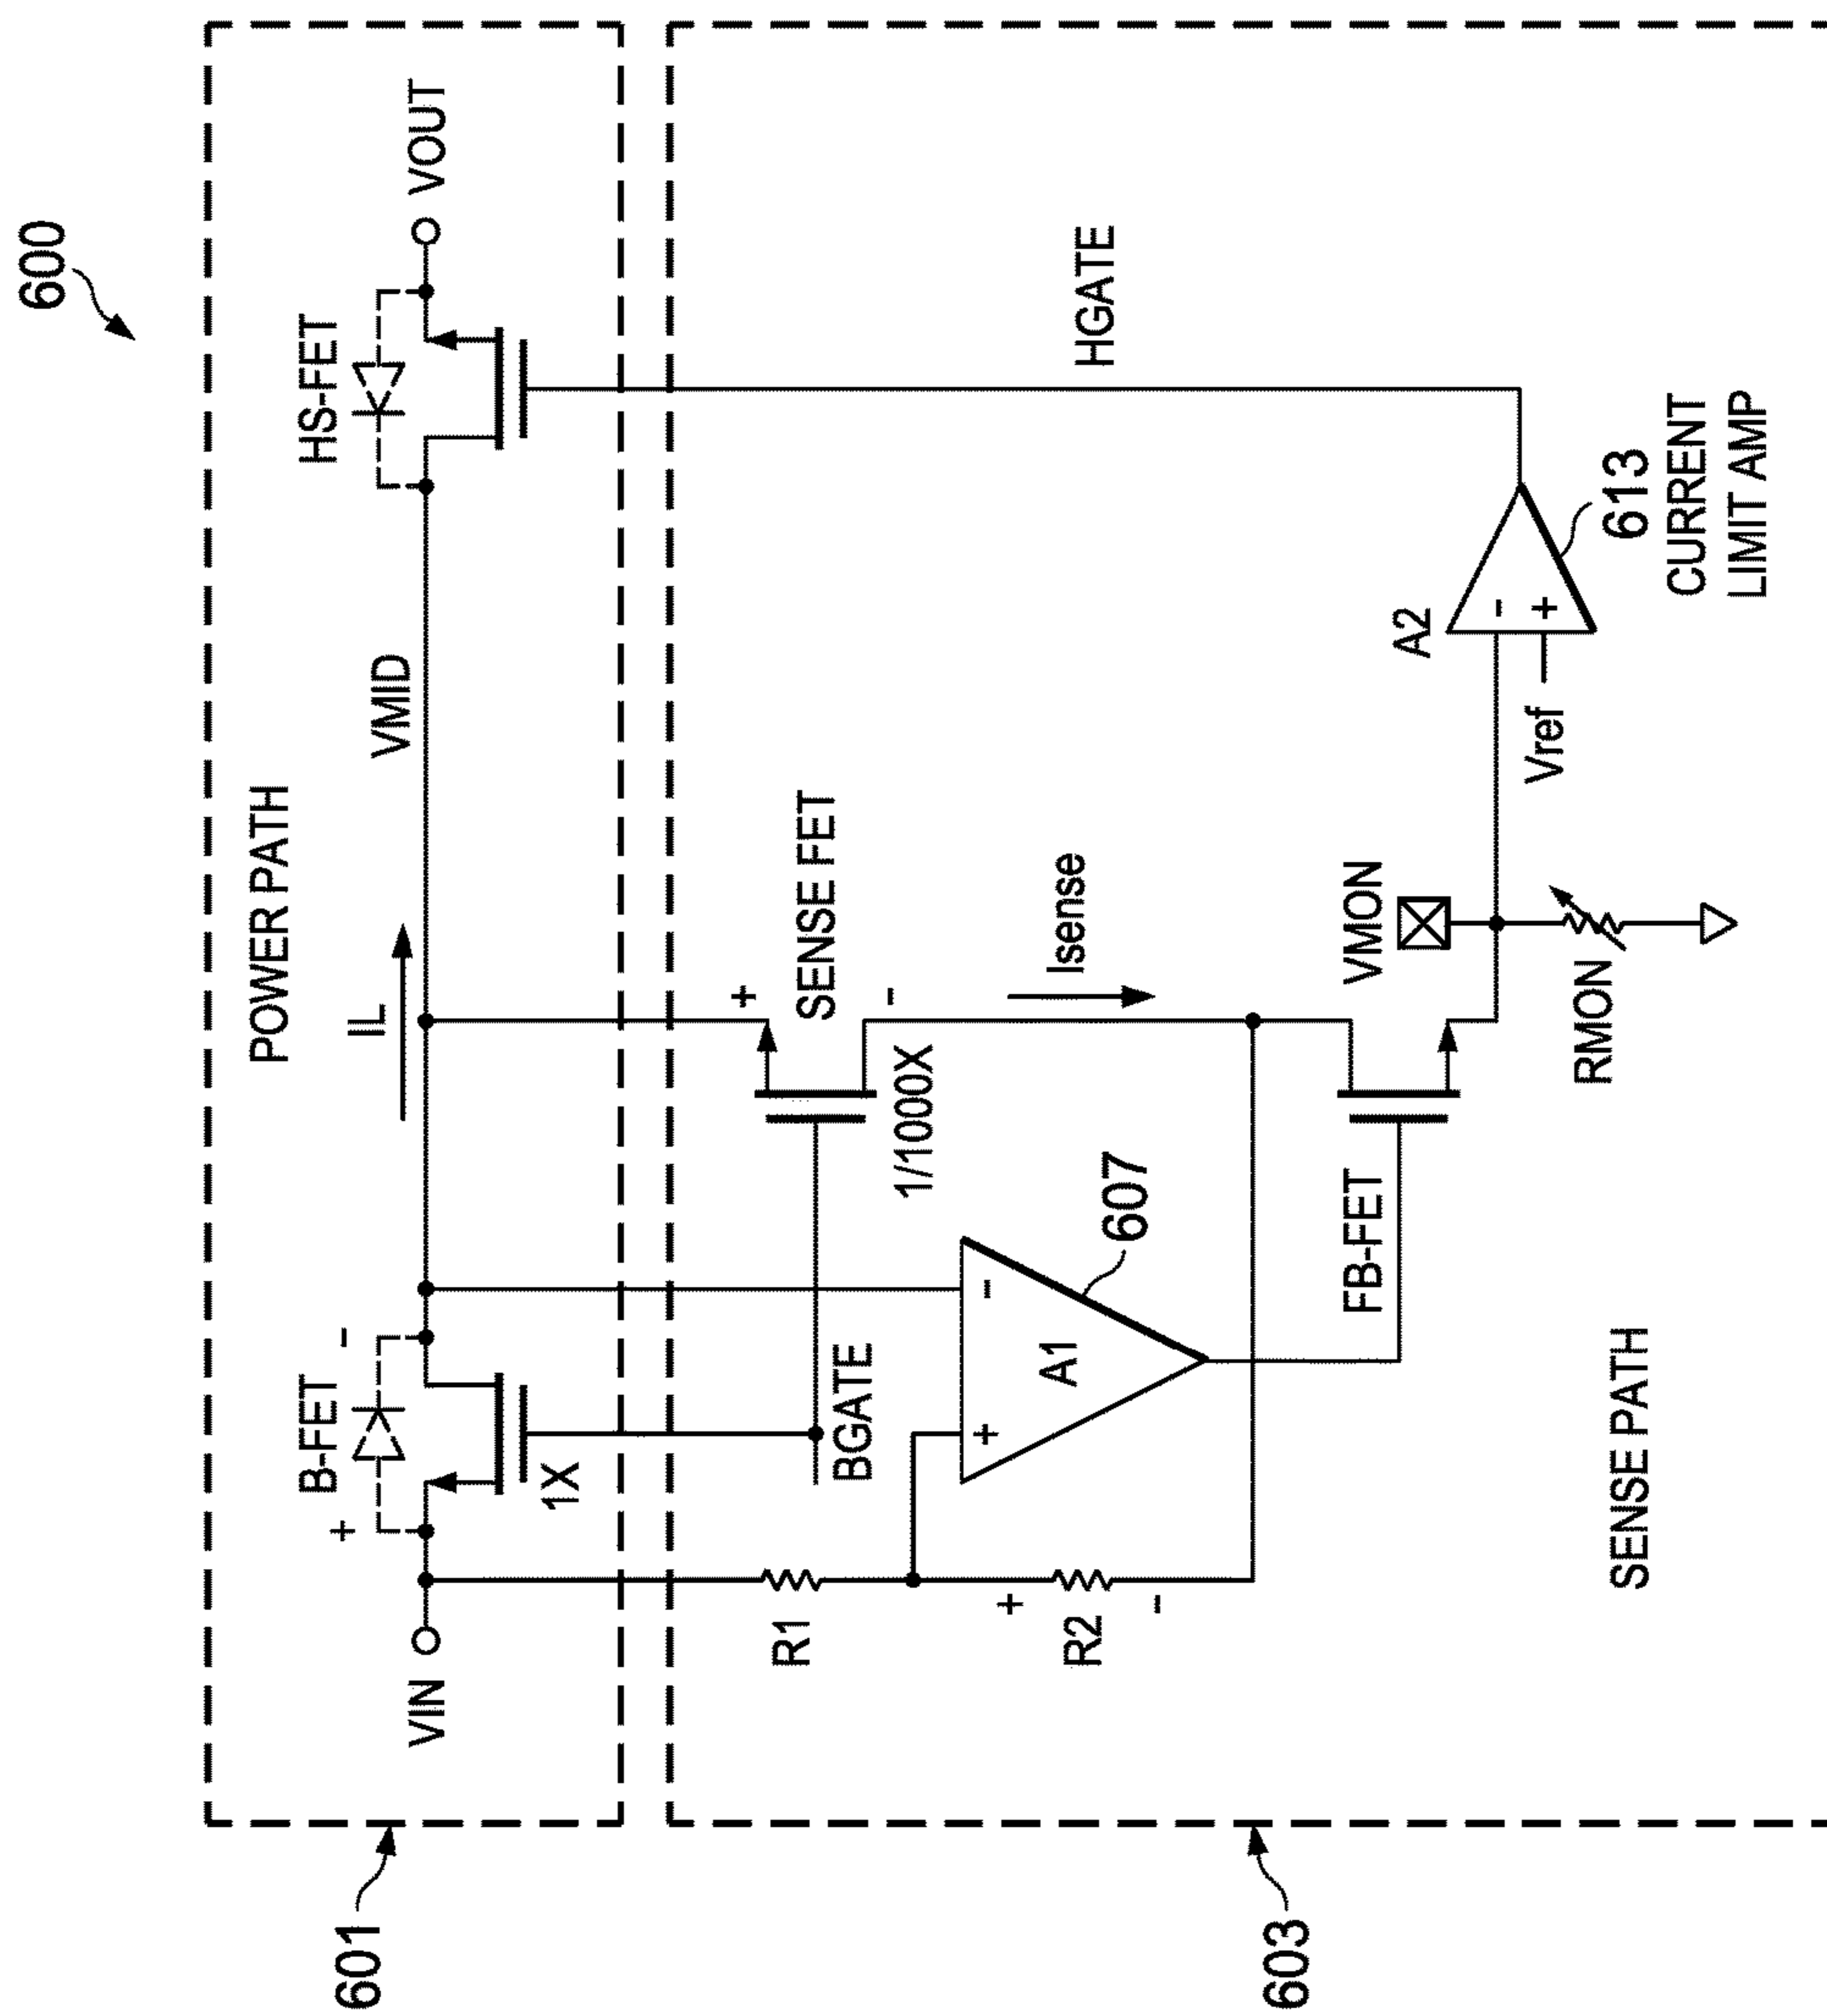 600
POWER PATH
B-FET
+
-
1X
VIN
IL
VMID
HS-FET
VOUT
601
R1
+
R2
-
BGATE
+
-
A1
607
+
SENSE FET
-
1/1000X
Isense
FB-FET
VMON
RMON
A2
-
+
Vref
613
CURRENT
LIMIT AMP
HGATE
SENSE PATH
603